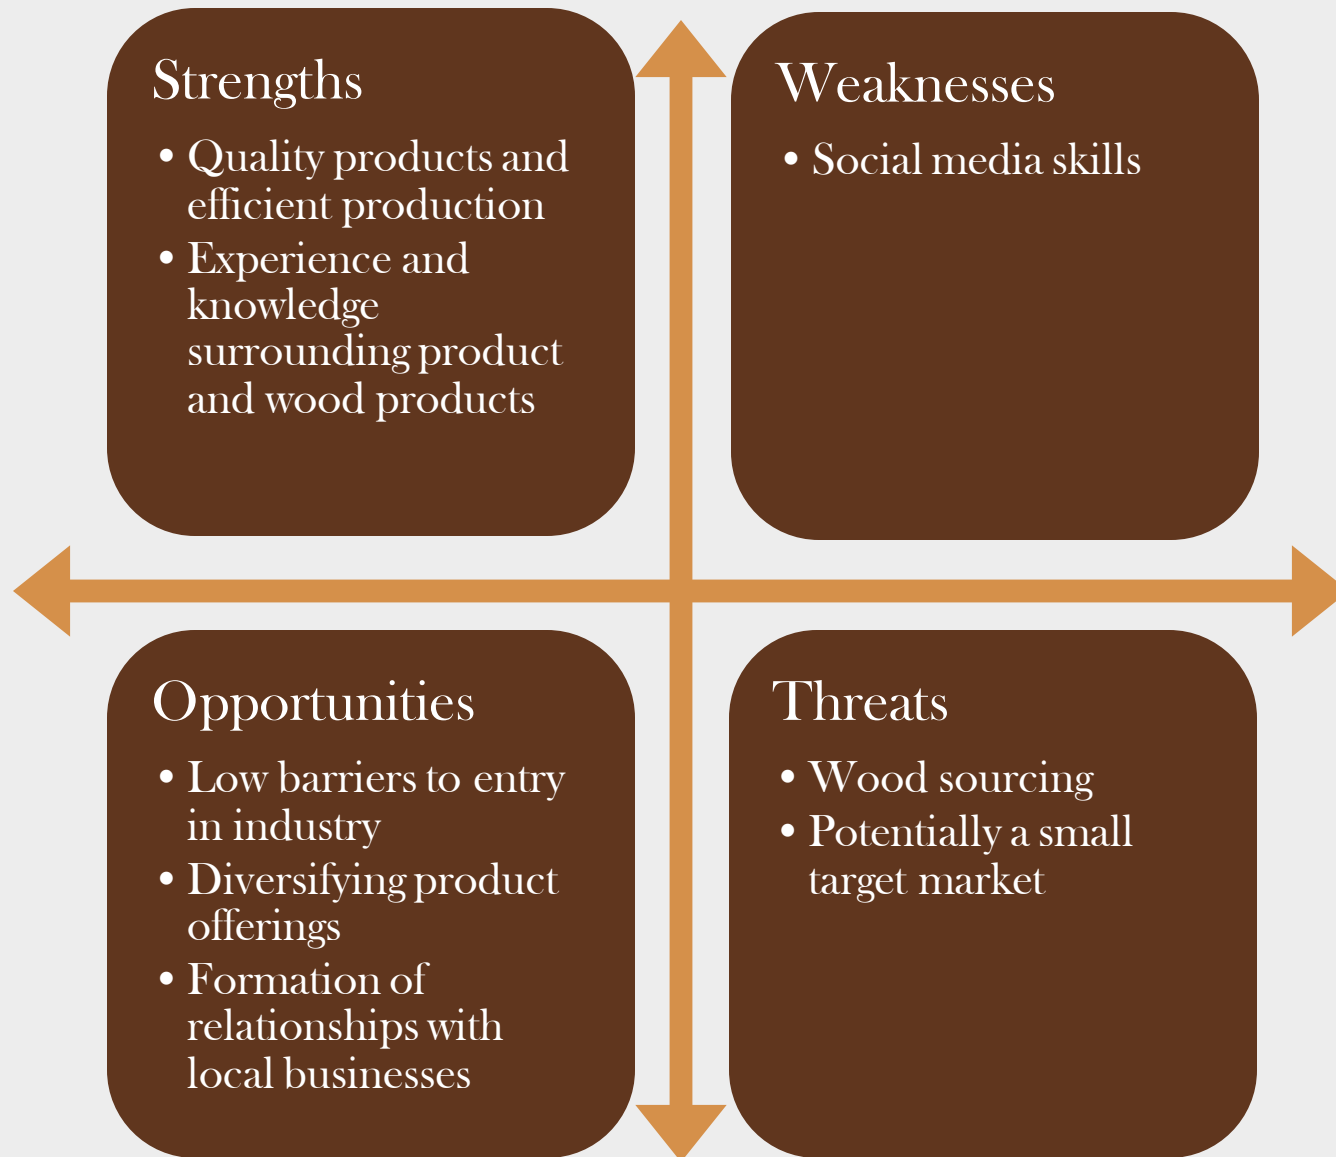 Strengths
• Quality products and
efficient production
• Experience and
knowledge
surrounding product
and wood products
Weaknesses
• Social media skills
Opportunities
• Low barriers to entry
in industry
• Diversifying product
offerings
• Formation of
relationships with
local businesses
Threats
• Wood sourcing
• Potentially a small
target market